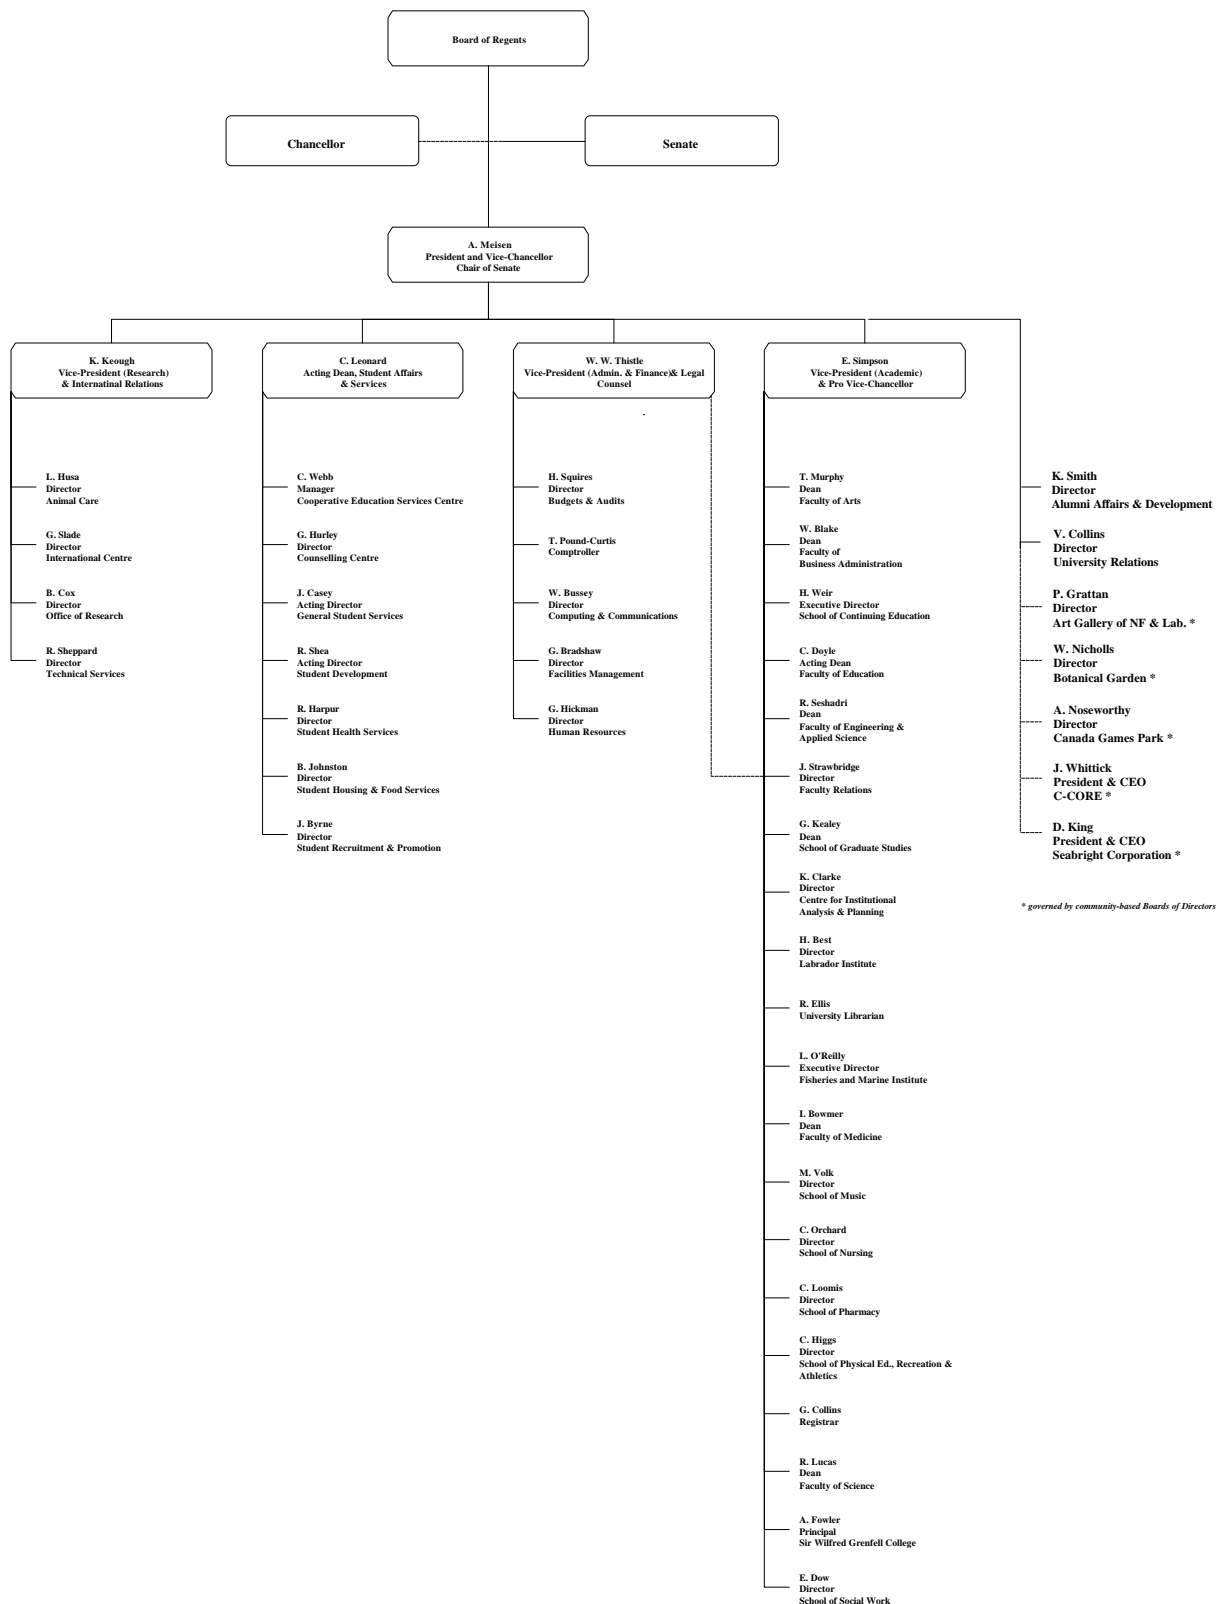 Board of Regents
Chancellor
Senate
A. Meisen
President and Vice-Chancellor
Chair of Senate
K. Keough
Vice-President (Research)
& Internatinal Relations
C. Leonard
Acting Dean, Student Affairs
& Services
W. W. Thistle
Vice-President (Admin. & Finance)& Legal
Counsel
E. Simpson
Vice-President (Academic)
& Pro Vice-Chancellor
L. Husa
Director
Animal Care
G. Slade
Director
International Centre
B. Cox
Director
Office of Research
R. Sheppard
Director
Technical Services
C. Webb
Manager
Cooperative Education Services Centre
G. Hurley
Director
Counselling Centre
J. Casey
Acting Director
General Student Services
R. Shea
Acting Director
Student Development
R. Harpur
Director
Student Health Services
B. Johnston
Director
Student Housing & Food Services
J. Byrne
Director
Student Recruitment & Promotion
H. Squires
Director
Budgets & Audits
T. Pound-Curtis
Comptroller
W. Bussey
Director
Computing & Communications
G. Bradshaw
Director
Facilities Management
G. Hickman
Director
Human Resources
T. Murphy
Dean
Faculty of Arts
W. Blake
Dean
Faculty of
Business Administration
H. Weir
Executive Director
School of Continuing Education
C. Doyle
Acting Dean
Faculty of Education
R. Seshadri
Dean
Faculty of Engineering &
Applied Science
J. Strawbridge
Director
Faculty Relations
G. Kealey
Dean
School of Graduate Studies
K. Clarke
Director
Centre for Institutional
Analysis & Planning
H. Best
Director
Labrador Institute
R. Ellis
University Librarian
L. O'Reilly
Executive Director
Fisheries and Marine Institute
I. Bowmer
Dean
Faculty of Medicine
M. Volk
Director
School of Music
C. Orchard
Director
School of Nursing
C. Loomis
Director
School of Pharmacy
C. Higgs
Director
School of Physical Ed., Recreation &
Athletics
G. Collins
Registrar
R. Lucas
Dean
Faculty of Science
A. Fowler
Principal
Sir Wilfred Grenfell College
E. Dow
Director
School of Social Work
K. Smith
Director
Alumni Affairs & Development
V. Collins
Director
University Relations
P. Grattan
Director
Art Gallery of NF & Lab. *
W. Nicholls
Director
Botanical Garden *
A. Noseworthy
Director
Canada Games Park *
J. Whittick
President & CEO
C-CORE *
D. King
President & CEO
Seabright Corporation *
* governed by community-based Boards of Directors